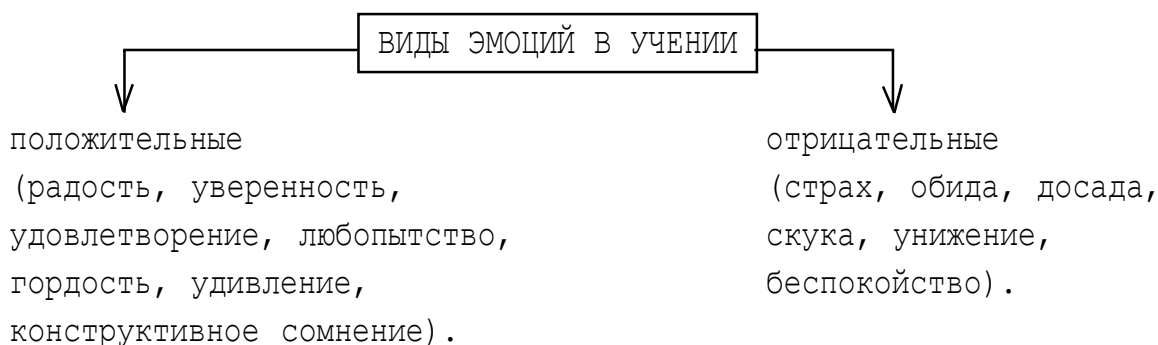 ВИДЫ ЭМОЦИЙ В УЧЕНИИ
положительные
(радость, уверенность,
удовлетворение, любопытство,
гордость, удивление,
конструктивное сомнение).
отрицательные
(страх, обида, досада,
скука, унижение,
беспокойство).